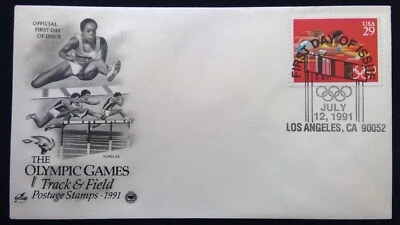 OFFICIAL
FIRST DAY
OF ISSUE
HURDLES
THE
OLYMPIC GAMES
Track & Field
Postage Stamps - 1991
USA
29
FIRST DAY OF ISSUE
JULY
12, 1991
LOS ANGELES, CA 90052